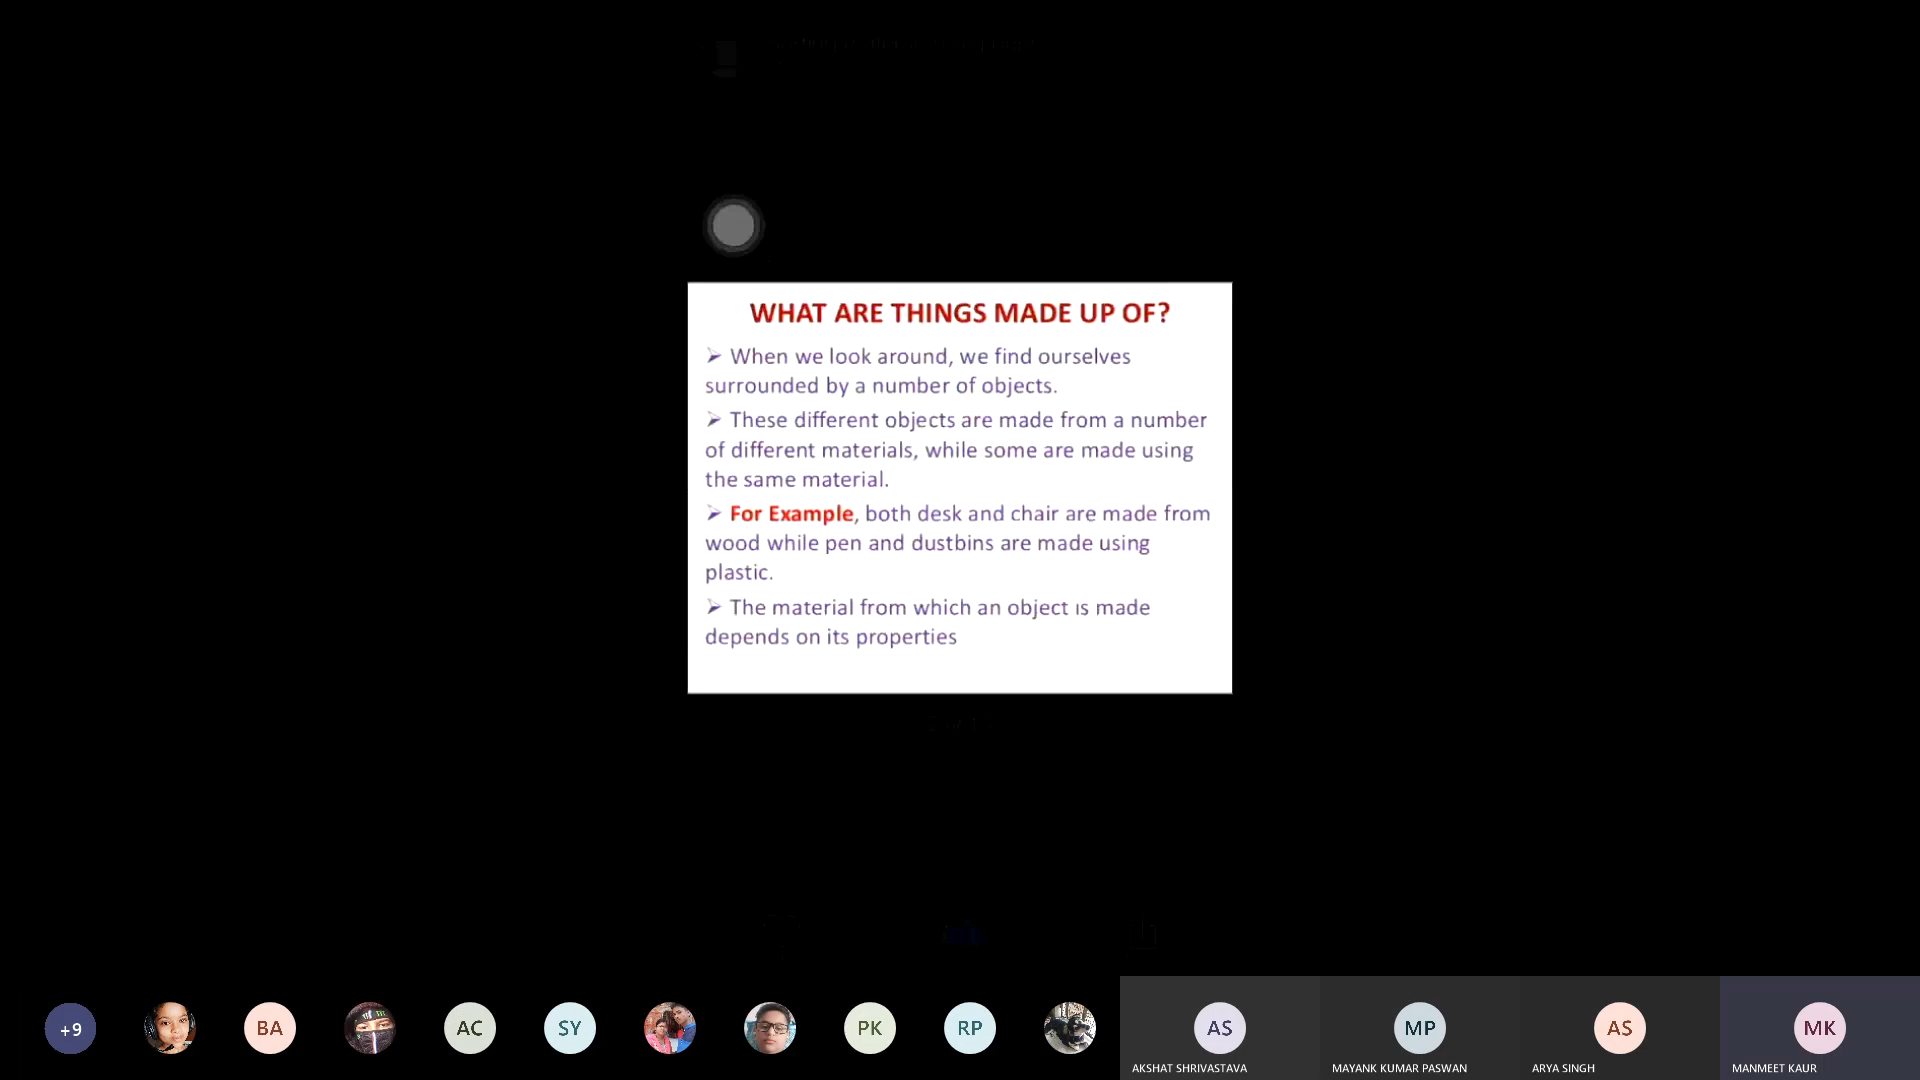 WHAT ARE THINGS MADE UP OF?
➢ When we look around, we find ourselves
surrounded by a number of objects.
➢ These different objects are made from a number
of different materials, while some are made using
the same material.
➢ For Example, both desk and chair are made from
wood while pen and dustbins are made using
plastic.
➢ The material from which an object is made
depends on its properties
+9
BA
AC
SY
PK
RP
AS
MP
AS
MK
AKSHAT SHRIVASTAVA
MAYANK KUMAR PASWAN
ARYA SINGH
MANMEET KAUR